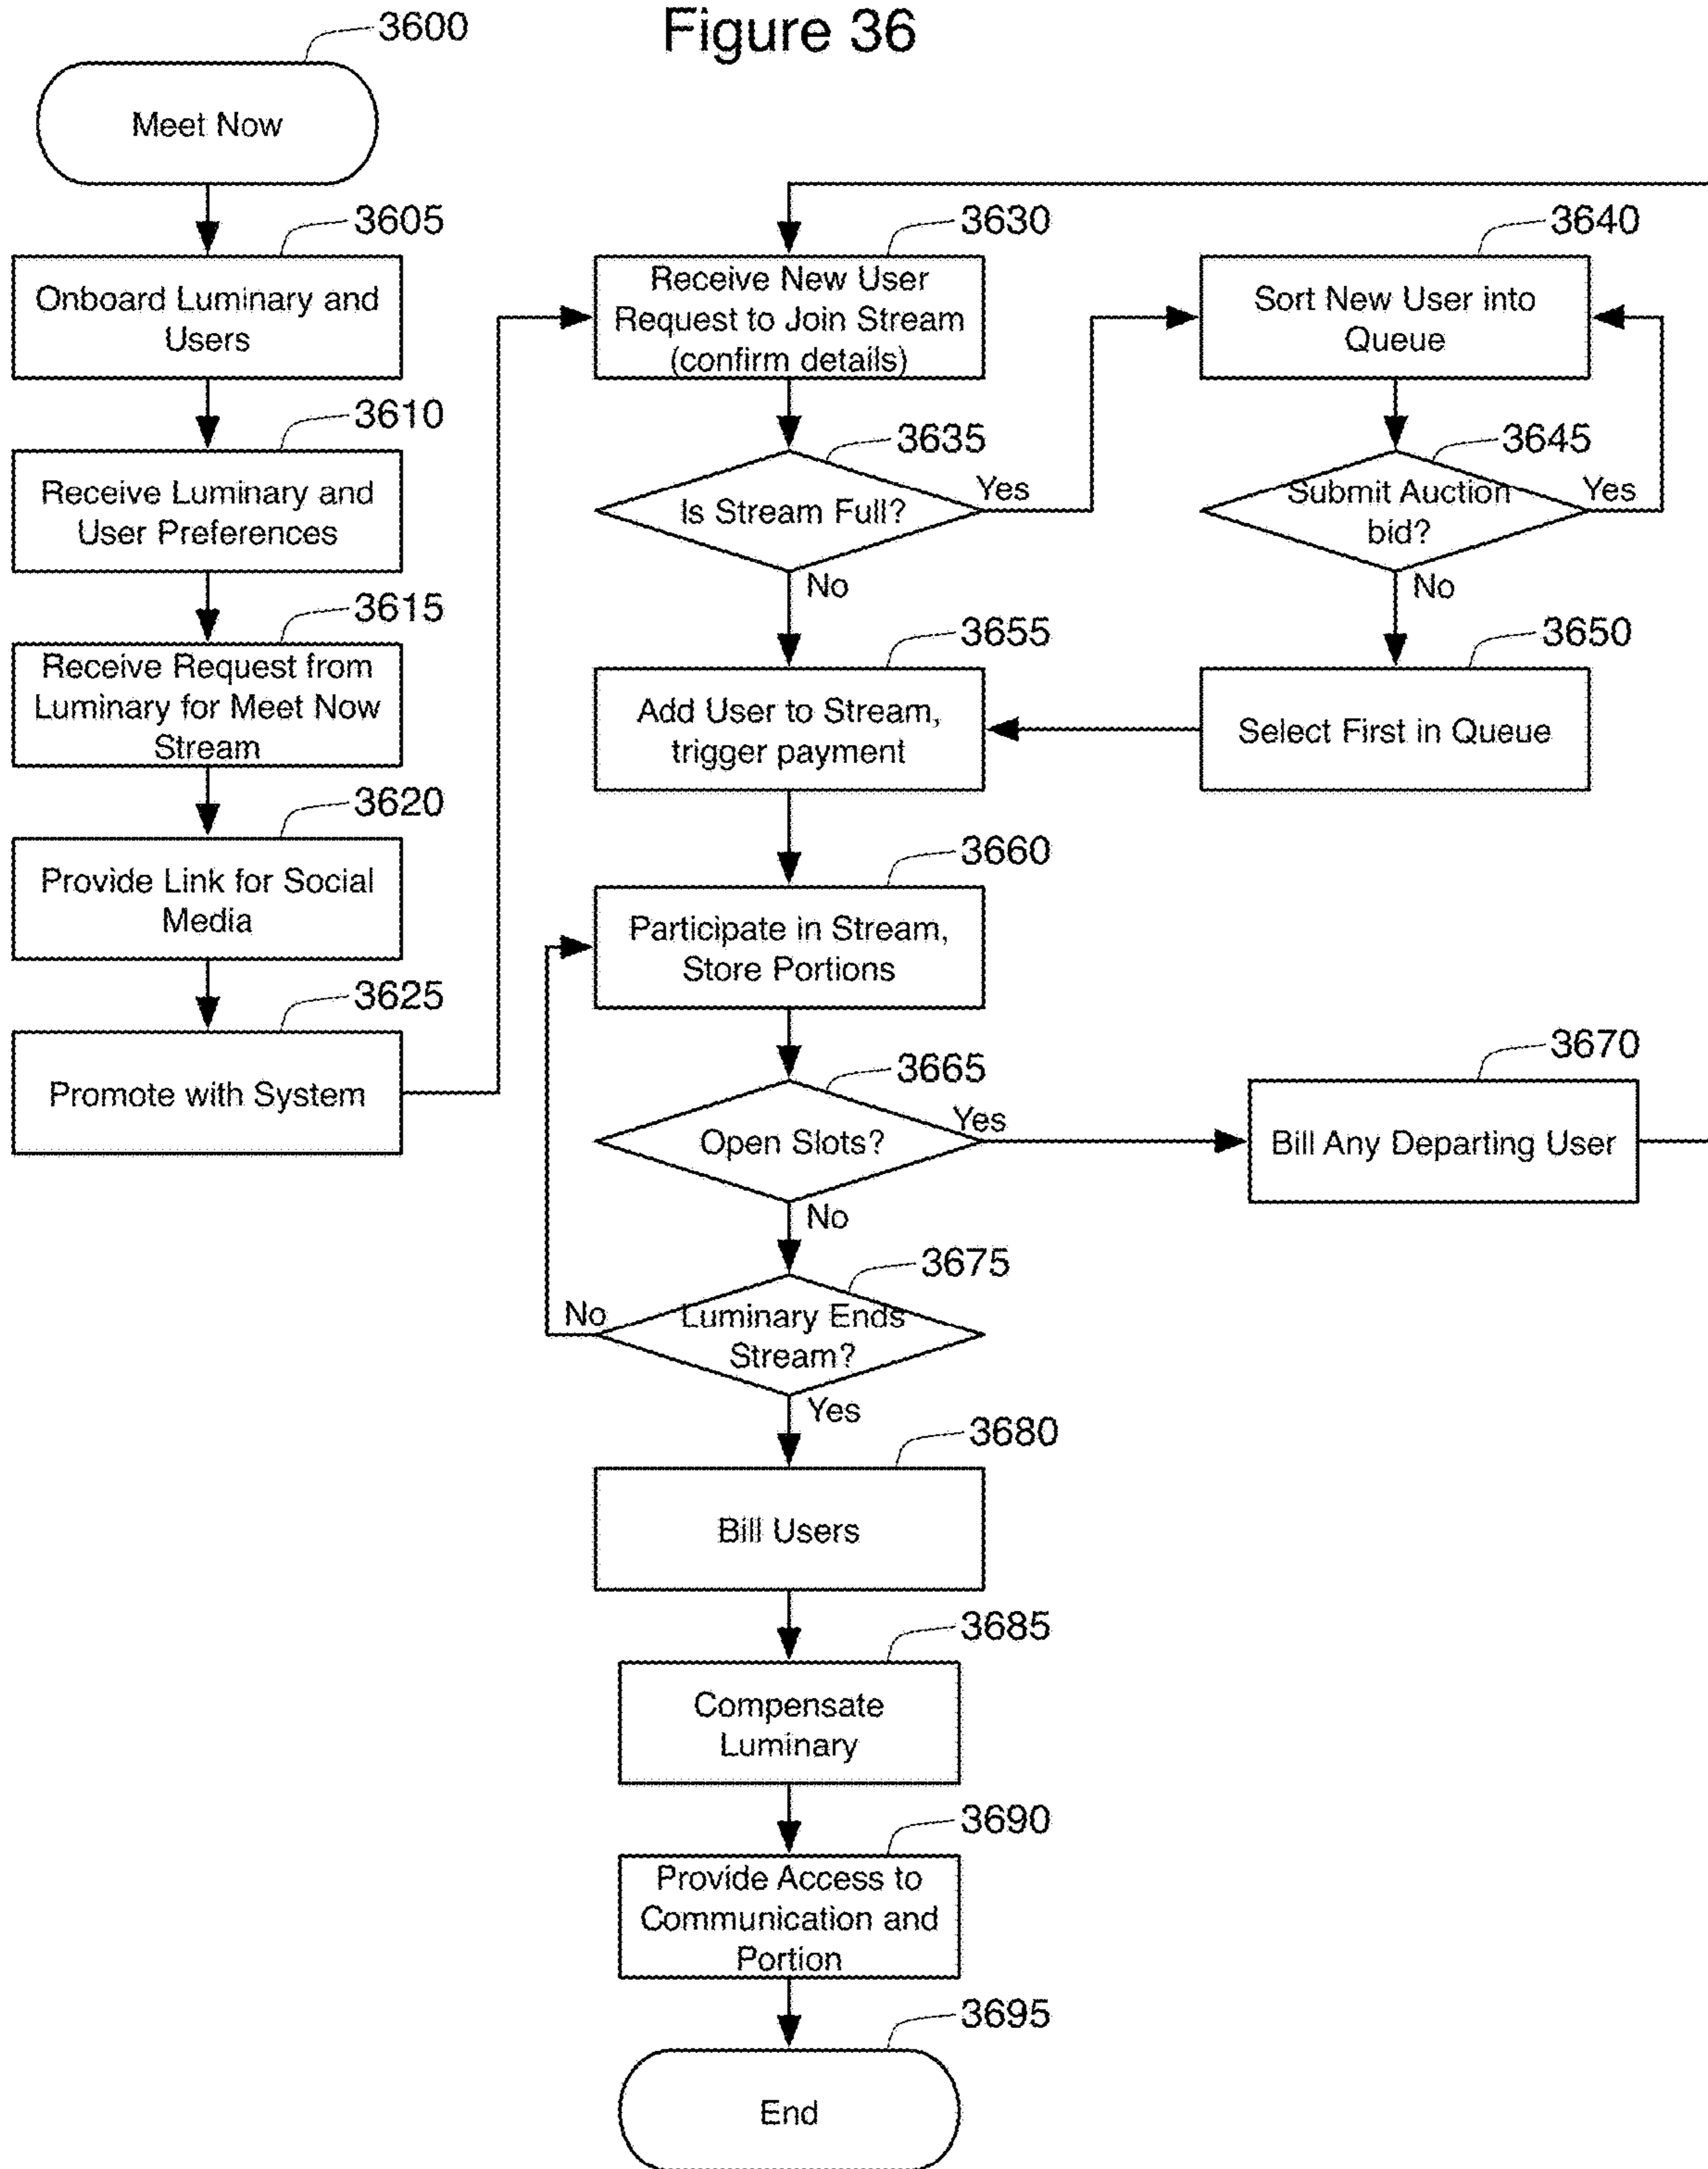 Figure 36
3600
Meet Now
3605
Onboard Luminary and
Users
3610
Receive Luminary and
User Preferences
3615
Receive Request from
Luminary for Meet Now
Stream
3620
Provide Link for Social
Media
3625
Promote with System
3630
Receive New User
Request to Join Stream
(confirm details)
3635
Is Stream Full?
Yes
No
3640
Sort New User into
Queue
3645
Submit Auction
bid?
Yes
No
3650
Select First in Queue
3655
Add User to Stream,
trigger payment
3660
Participate in Stream,
Store Portions
3665
Open Slots?
Yes
No
3670
Bill Any Departing User
3675
Luminary Ends
Stream?
No
Yes
3680
Bill Users
3685
Compensate
Luminary
3690
Provide Access to
Communication and
Portion
3695
End